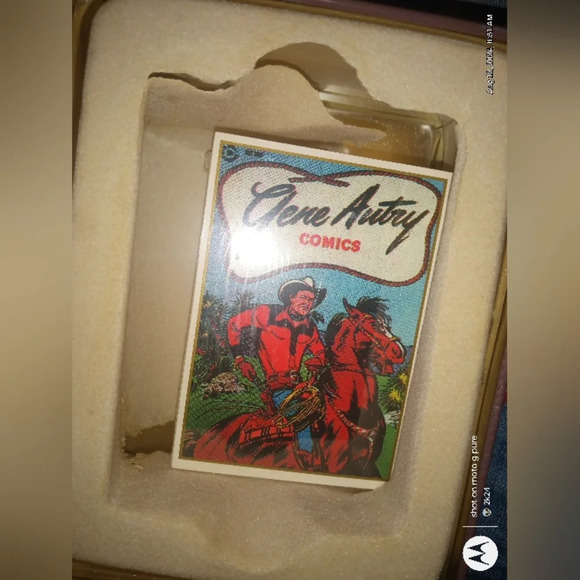 Gene Autry
COMICS
shot on moto g pure
2k24